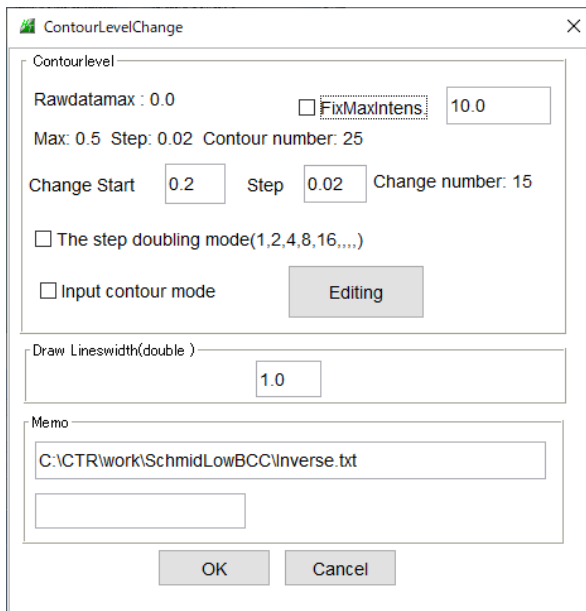 ContourLevelChange
Contourlevel
Rawdatamax : 0.0 FixMaxIntens. 10.0
Max: 0.5 Step: 0.02 Contour number: 25
Change Start 0.2 Step 0.02 Change number: 15
The step doubling mode(1,2,4,8,16,,,,)
Input contour mode Editing
Draw Lineswidth(double )
1.0
Memo
C:\CTR\work\SchmidLowBCC\Inverse.txt
OK Cancel